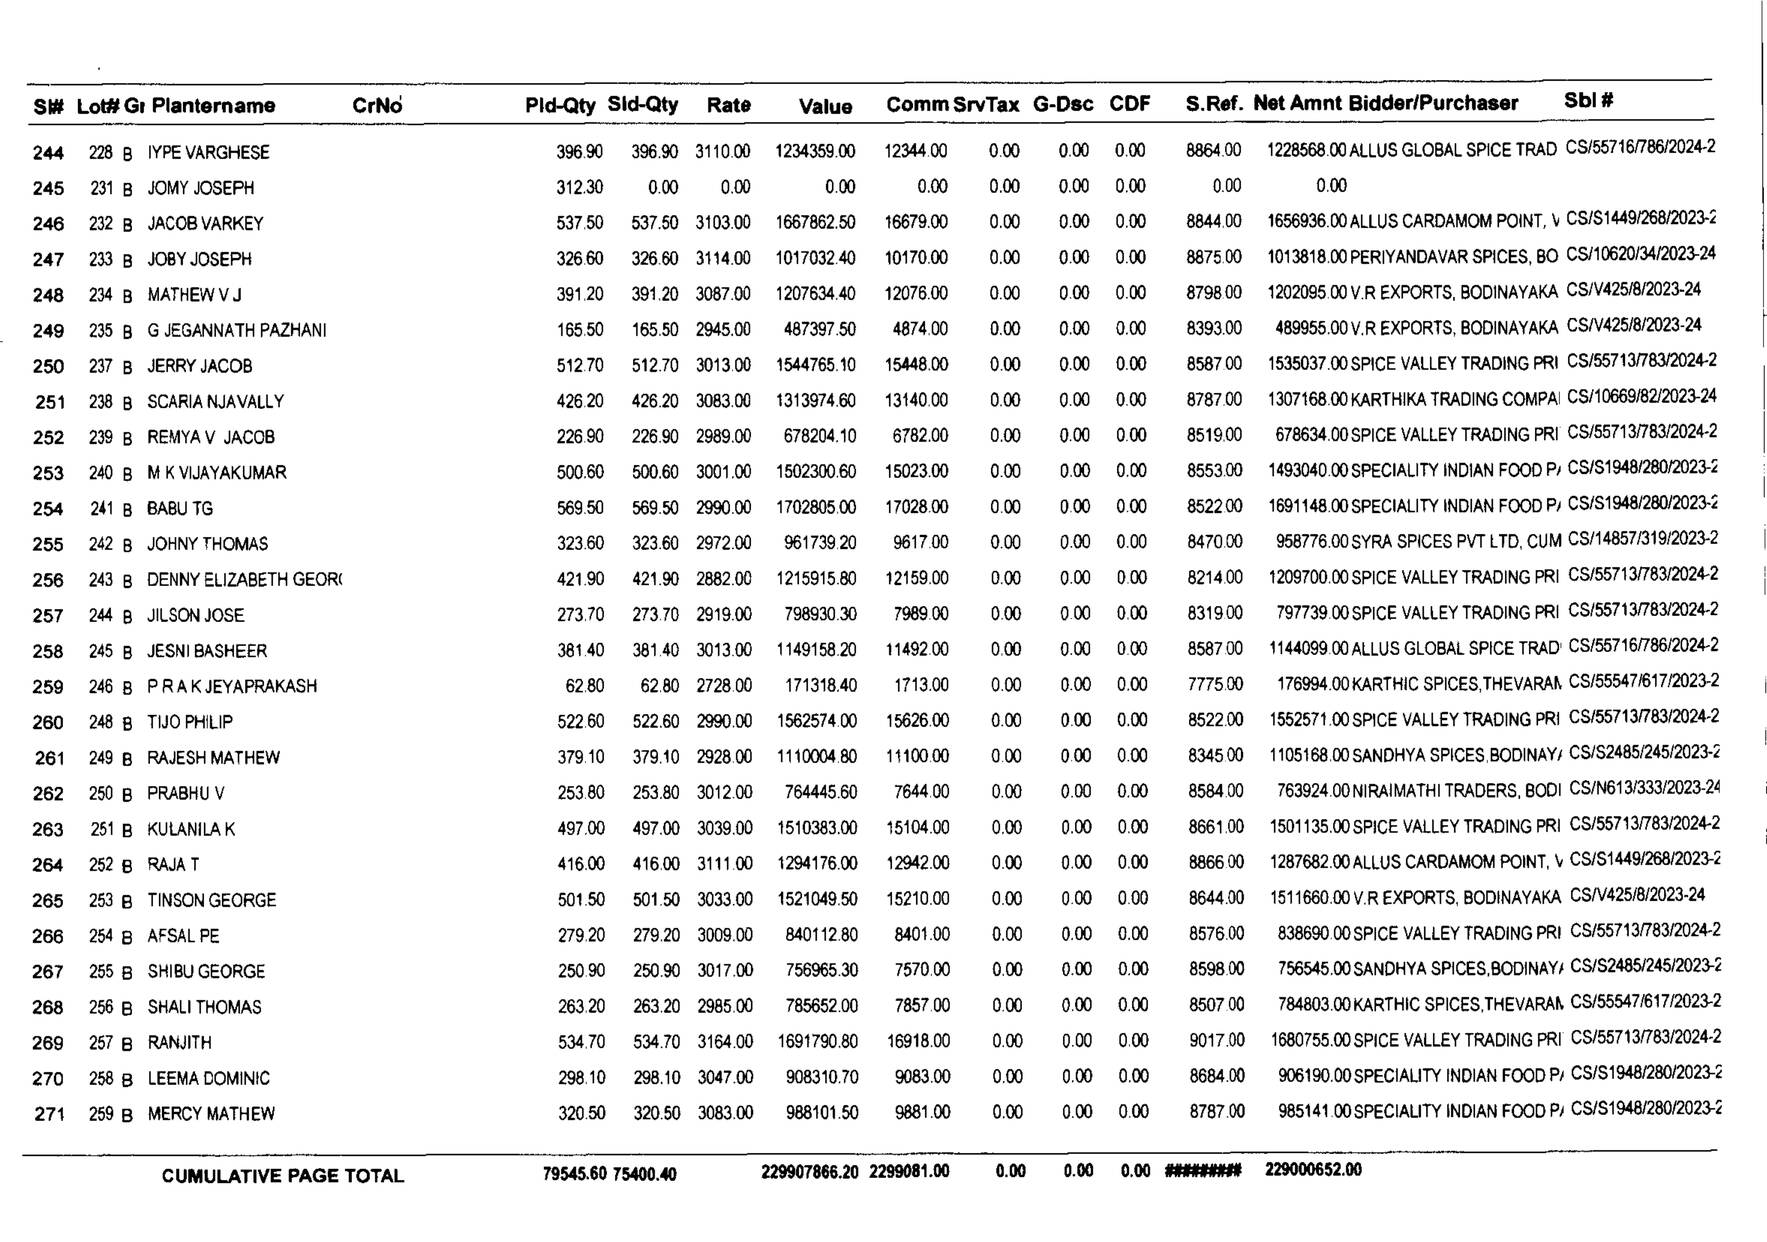 Sl# Lot# Gr Plantername CrNo Pld-Qty Sld-Qty Rate Value Comm SrvTax G-Dsc CDF S.Ref. Net Amnt Bidder/Purchaser Sbl #
244 228 B IYPE VARGHESE 396.90 396.90 3110.00 1234359.00 12344.00 0.00 0.00 0.00 8864.00 1228568.00 ALLUS GLOBAL SPICE TRAD CS/55716/786/2024-2
245 231 B JOMY JOSEPH 312.30 0.00 0.00 0.00 0.00 0.00 0.00 0.00 0.00 0.00
246 232 B JACOB VARKEY 537.50 537.50 3103.00 1667862.50 16679.00 0.00 0.00 0.00 8844.00 1656936.00 ALLUS CARDAMOM POINT, V CS/S1449/268/2023-2
247 233 B JOBY JOSEPH 326.60 326.60 3114.00 1017032.40 10170.00 0.00 0.00 0.00 8875.00 1013818.00 PERIYANDAVAR SPICES, BO CS/10620/34/2023-24
248 234 B MATHEW V J 391.20 391.20 3087.00 1207634.40 12076.00 0.00 0.00 0.00 8798.00 1202095.00 V.R EXPORTS, BODINAYAKA CS/V425/8/2023-24
249 235 B G JEGANNATH PAZHANI 165.50 165.50 2945.00 487397.50 4874.00 0.00 0.00 0.00 8393.00 489955.00 V.R EXPORTS, BODINAYAKA CS/V425/8/2023-24
250 237 B JERRY JACOB 512.70 512.70 3013.00 1544765.10 15448.00 0.00 0.00 0.00 8587.00 1535037.00 SPICE VALLEY TRADING PRI CS/55713/783/2024-2
251 238 B SCARIA NJAVALLY 426.20 426.20 3083.00 1313974.60 13140.00 0.00 0.00 0.00 8787.00 1307168.00 KARTHIKA TRADING COMPA CS/10669/82/2023-24
252 239 B REMYA V JACOB 226.90 226.90 2989.00 678204.10 6782.00 0.00 0.00 0.00 8519.00 678634.00 SPICE VALLEY TRADING PRI CS/55713/783/2024-2
253 240 B M K VIJAYAKUMAR 500.60 500.60 3001.00 1502300.60 15023.00 0.00 0.00 0.00 8553.00 1493040.00 SPECIALITY INDIAN FOOD P CS/S1948/280/2023-2
254 241 B BABU TG 569.50 569.50 2990.00 1702805.00 17028.00 0.00 0.00 0.00 8522.00 1691148.00 SPECIALITY INDIAN FOOD P CS/S1948/280/2023-2
255 242 B JOHNY THOMAS 323.60 323.60 2972.00 961739.20 9617.00 0.00 0.00 0.00 8470.00 958776.00 SYRA SPICES PVT LTD, CUM CS/14857/319/2023-2
256 243 B DENNY ELIZABETH GEOR 421.90 421.90 2882.00 1215915.80 12159.00 0.00 0.00 0.00 8214.00 1209700.00 SPICE VALLEY TRADING PRI CS/55713/783/2024-2
257 244 B JILSON JOSE 273.70 273.70 2919.00 798930.30 7989.00 0.00 0.00 0.00 8319.00 797739.00 SPICE VALLEY TRADING PRI CS/55713/783/2024-2
258 245 B JESNI BASHEER 381.40 381.40 3013.00 1149158.20 11492.00 0.00 0.00 0.00 8587.00 1144099.00 ALLUS GLOBAL SPICE TRAD CS/55716/786/2024-2
259 246 B P R A K JEYAPRAKASH 62.80 62.80 2728.00 171318.40 1713.00 0.00 0.00 0.00 7775.00 176994.00 KARTHIC SPICES,THEVARAM CS/55547/617/2023-2
260 248 B TIJO PHILIP 522.60 522.60 2990.00 1562574.00 15626.00 0.00 0.00 0.00 8522.00 1552571.00 SPICE VALLEY TRADING PRI CS/55713/783/2024-2
261 249 B RAJESH MATHEW 379.10 379.10 2928.00 1110004.80 11100.00 0.00 0.00 0.00 8345.00 1105168.00 SANDHYA SPICES,BODINAY CS/S2485/245/2023-2
262 250 B PRABHU V 253.80 253.80 3012.00 764445.60 7644.00 0.00 0.00 0.00 8584.00 763924.00 NIRAIMATHI TRADERS, BODI CS/N613/333/2023-24
263 251 B KULANILA K 497.00 497.00 3039.00 1510383.00 15104.00 0.00 0.00 0.00 8661.00 1501135.00 SPICE VALLEY TRADING PRI CS/55713/783/2024-2
264 252 B RAJA T 416.00 416.00 3111.00 1294176.00 12942.00 0.00 0.00 0.00 8866.00 1287682.00 ALLUS CARDAMOM POINT, V CS/S1449/268/2023-2
265 253 B TINSON GEORGE 501.50 501.50 3033.00 1521049.50 15210.00 0.00 0.00 0.00 8644.00 1511660.00 V.R EXPORTS, BODINAYAKA CS/V425/8/2023-24
266 254 B AFSAL PE 279.20 279.20 3009.00 840112.80 8401.00 0.00 0.00 0.00 8576.00 838690.00 SPICE VALLEY TRADING PRI CS/55713/783/2024-2
267 255 B SHIBU GEORGE 250.90 250.90 3017.00 756965.30 7570.00 0.00 0.00 0.00 8598.00 756545.00 SANDHYA SPICES,BODINAY CS/S2485/245/2023-2
268 256 B SHALI THOMAS 263.20 263.20 2985.00 785652.00 7857.00 0.00 0.00 0.00 8507.00 784803.00 KARTHIC SPICES,THEVARAM CS/55547/617/2023-2
269 257 B RANJITH 534.70 534.70 3164.00 1691790.80 16918.00 0.00 0.00 0.00 9017.00 1680755.00 SPICE VALLEY TRADING PRI CS/55713/783/2024-2
270 258 B LEEMA DOMINIC 298.10 298.10 3047.00 908310.70 9083.00 0.00 0.00 0.00 8684.00 906190.00 SPECIALITY INDIAN FOOD P CS/S1948/280/2023-2
271 259 B MERCY MATHEW 320.50 320.50 3083.00 988101.50 9881.00 0.00 0.00 0.00 8787.00 985141.00 SPECIALITY INDIAN FOOD P CS/S1948/280/2023-2
CUMULATIVE PAGE TOTAL 79545.60 75400.40 229907866.20 2299081.00 0.00 0.00 0.00 ######### 229000652.00